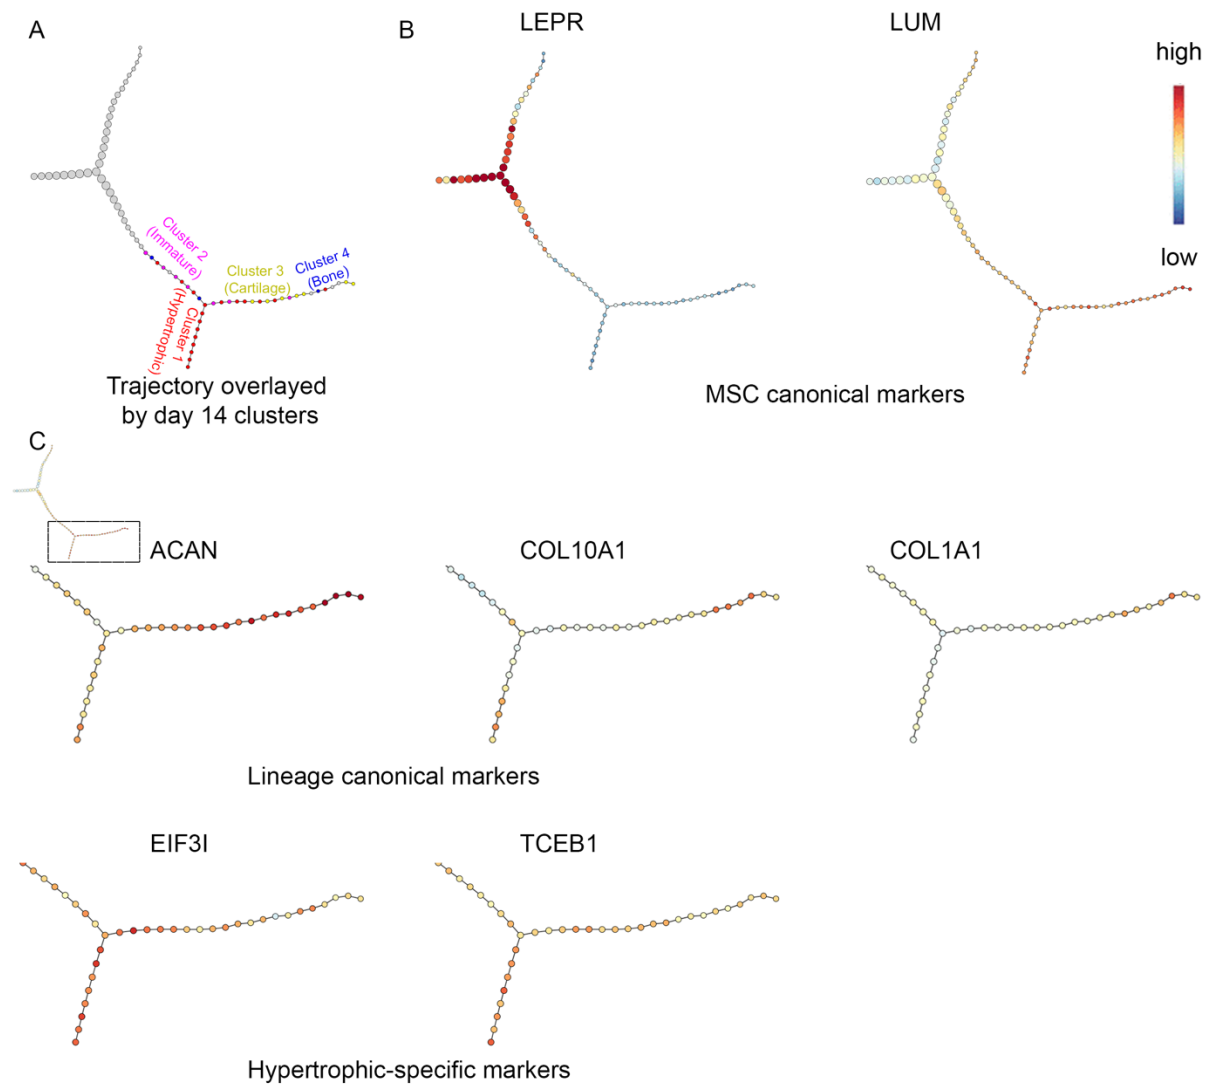 A
B
LEPR
LUM
high
low
Cluster 2
(Immature)
Cluster 3
(Cartilage)
Cluster 4
(Bone)
Cluster 1
(Hypertrophic)
Trajectory overlayed
by day 14 clusters
MSC canonical markers
C
ACAN
COL10A1
COL1A1
Lineage canonical markers
EIF3I
TCEB1
Hypertrophic-specific markers